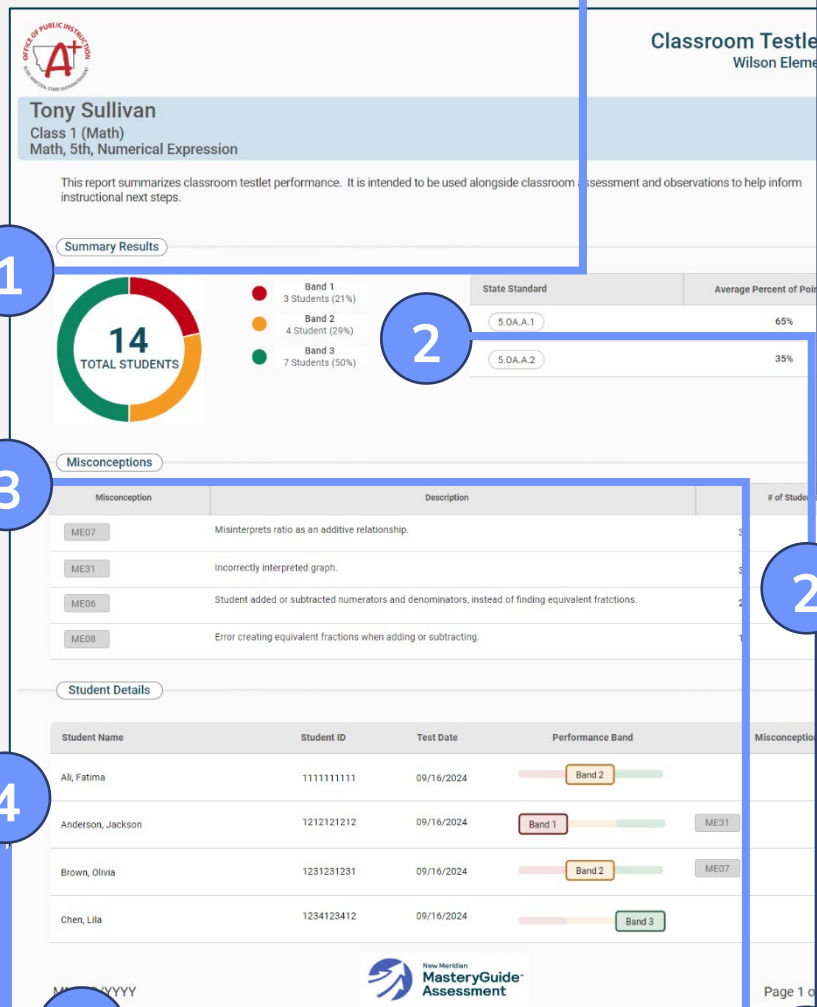 OFFICE OF PUBLIC INSTRUCTION
A+
Classroom Testle
Wilson Eleme
Tony Sullivan
Class 1 (Math)
Math, 5th, Numerical Expression
This report summarizes classroom testlet performance. It is intended to be used alongside classroom assessment and observations to help inform
instructional next steps.
1
Summary Results
14
TOTAL STUDENTS
Band 1
3 Students (21%)
Band 2
4 Student (29%)
Band 3
7 Students (50%)
2
State Standard Average Percent of Poin
5.OA.A.1 65%
5.OA.A.2 35%
3
Misconceptions
Misconception Description # of Studen
ME07 Misinterprets ratio as an additive relationship. 3
ME31 Incorrectly interpreted graph. 3
ME06 Student added or subtracted numerators and denominators, instead of finding equivalent fratctions. 2
ME08 Error creating equivalent fractions when adding or subtracting. 1
2
Student Details
Student Name Student ID Test Date Performance Band Misconception
4
Ali, Fatima 1111111111 09/16/2024 Band 2
Anderson, Jackson 1212121212 09/16/2024 Band 1 ME31
Brown, Olivia 1231231231 09/16/2024 Band 2 ME07
Chen, Lila 1234123412 09/16/2024 Band 3
New Meridian
MasteryGuide
Assessment
YYYY
Page 1 o